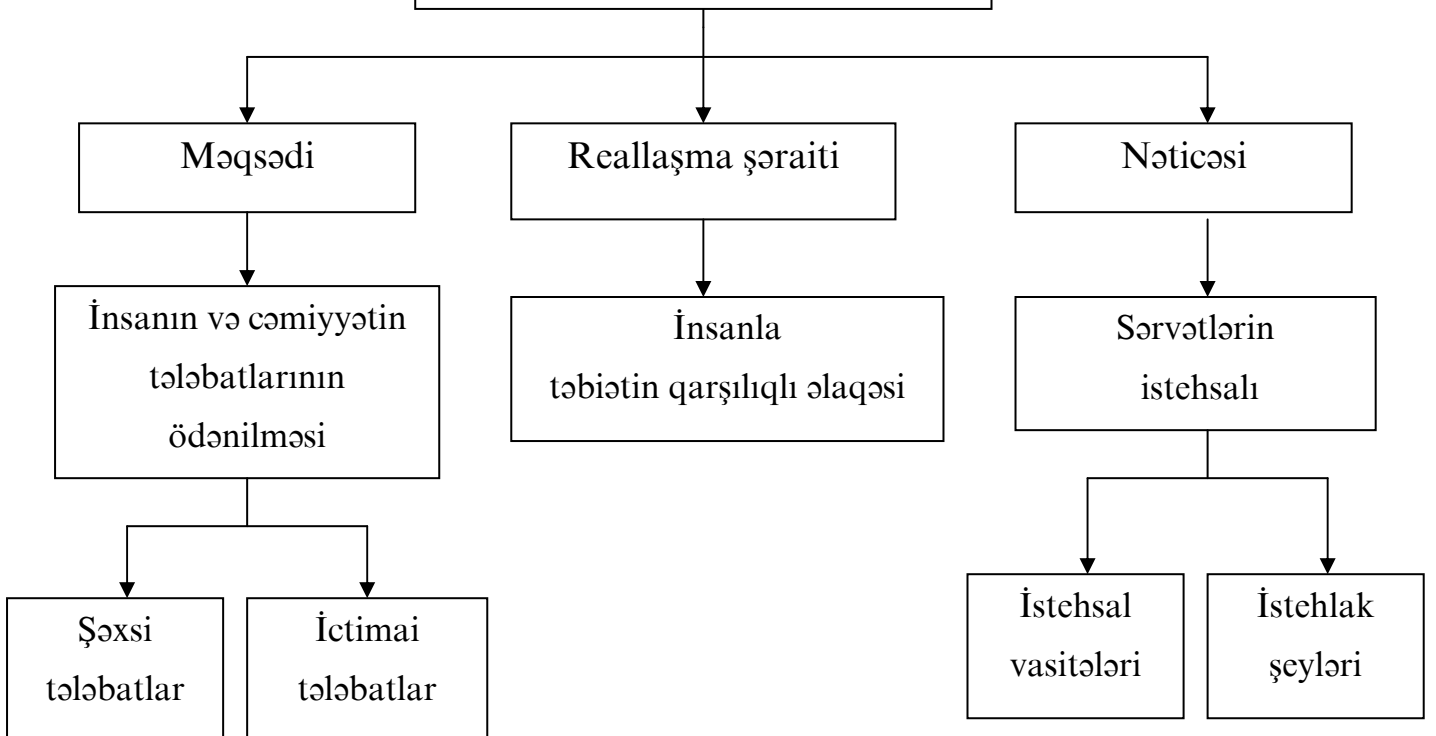 Məqsədi
Reallaşma şəraiti
Nəticəsi
İnsanın və cəmiyyətin
tələbatlarının
ödənilməsi
İnsanla
təbiətin qarşılıqlı əlaqəsi
Sərvətlərin
istehsalı
Şəxsi
tələbatlar
İctimai
tələbatlar
İstehsal
vasitələri
İstehlak
şeyləri